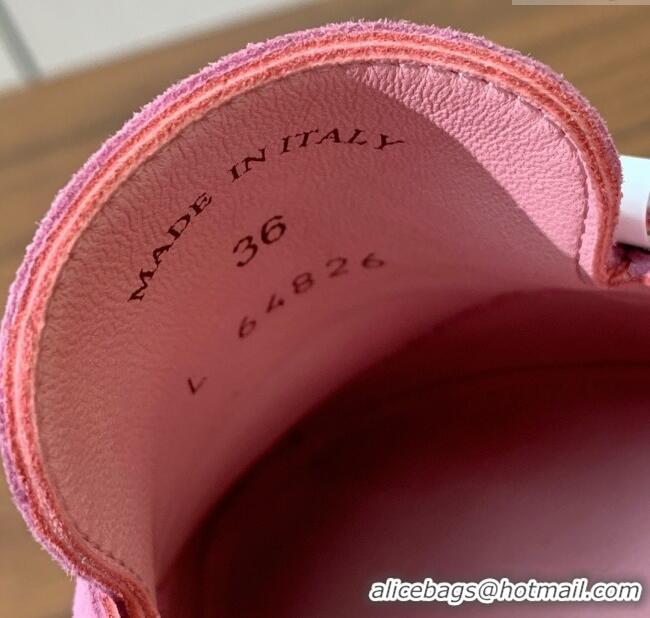 MADE IN ITALY
36
L 64826
alicebags@hotmail.com